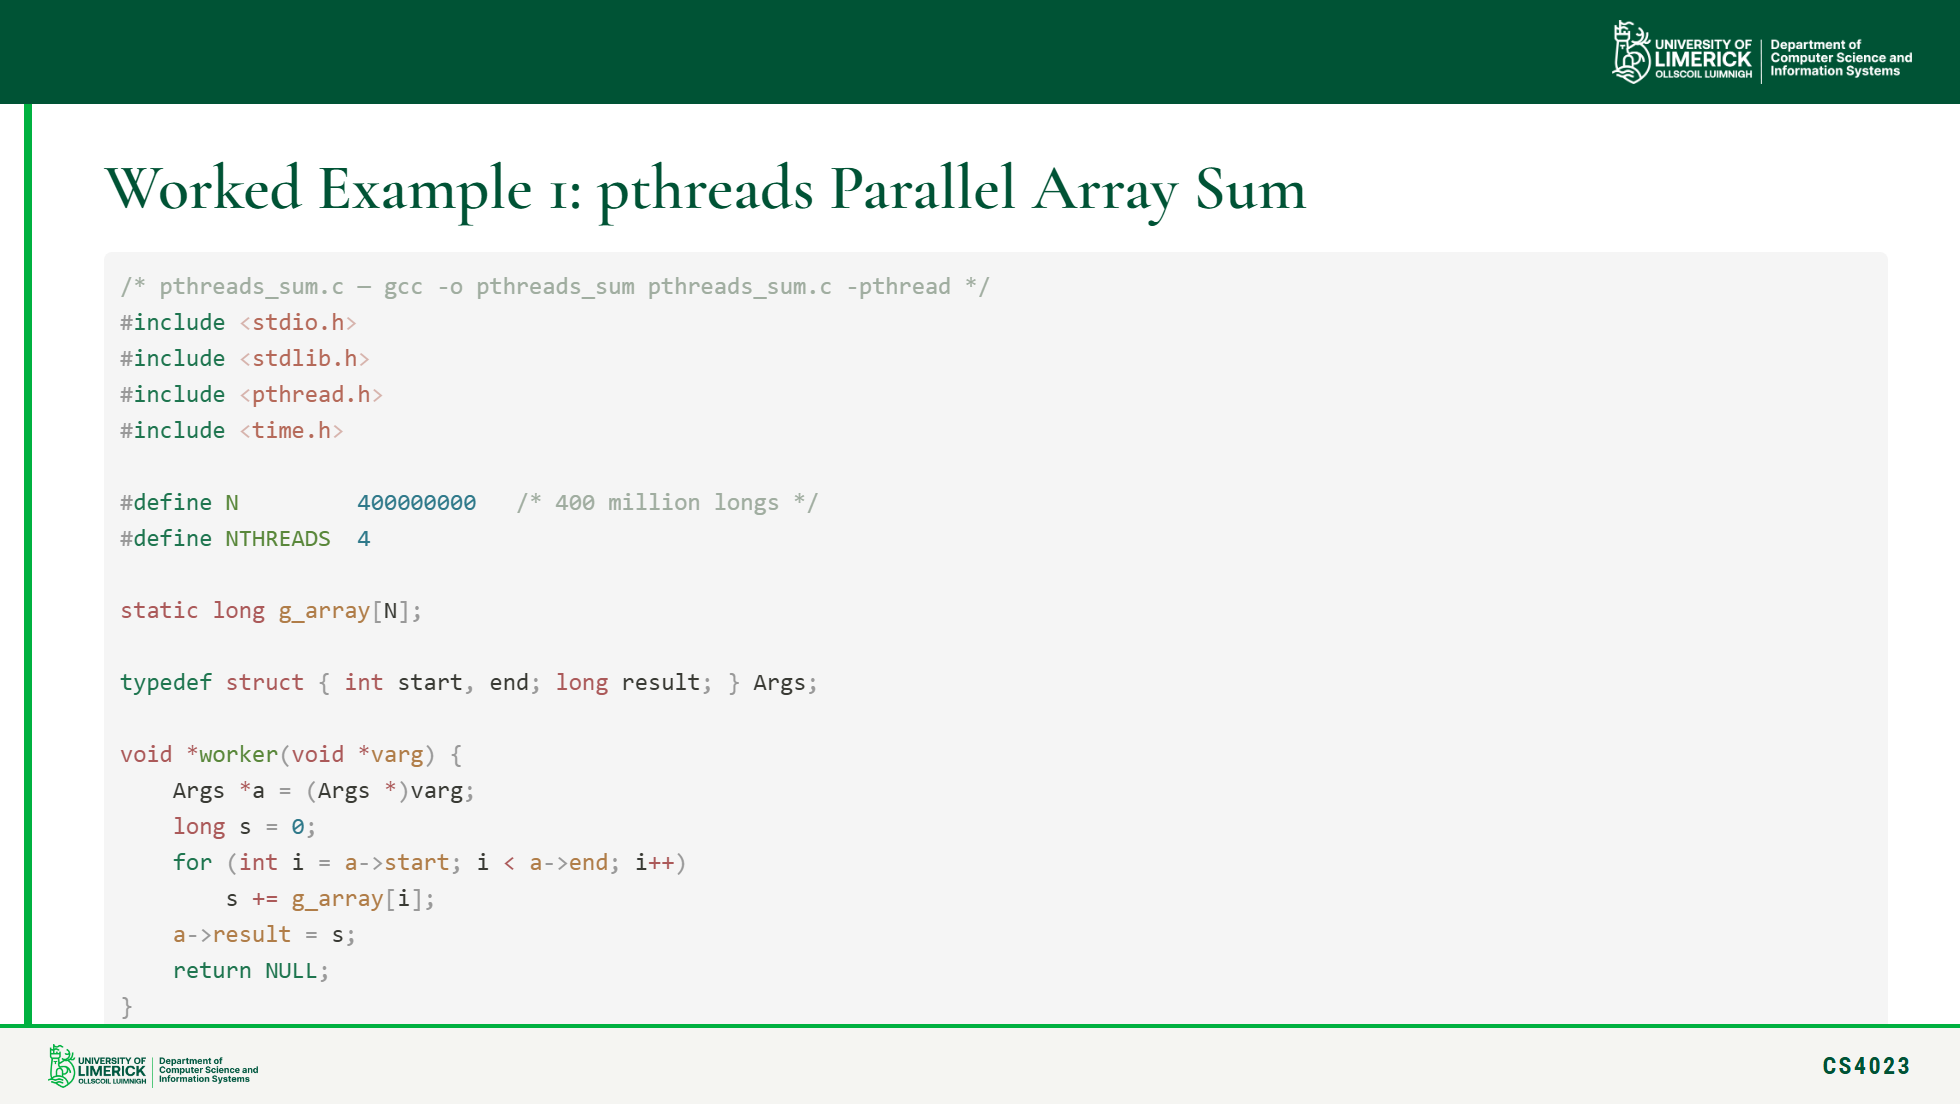 UNIVERSITY OF
LIMERICK
OLLSCOIL LUIMNIGH
Department of
Computer Science and
Information Systems
Worked Example 1: pthreads Parallel Array Sum
/* pthreads_sum.c — gcc -o pthreads_sum pthreads_sum.c -pthread */
#include <stdio.h>
#include <stdlib.h>
#include <pthread.h>
#include <time.h>
#define N         400000000   /* 400 million longs */
#define NTHREADS  4
static long g_array[N];
typedef struct { int start, end; long result; } Args;
void *worker(void *varg) {
    Args *a = (Args *)varg;
    long s = 0;
    for (int i = a->start; i < a->end; i++)
        s += g_array[i];
    a->result = s;
    return NULL;
}
UNIVERSITY OF
LIMERICK
OLLSCOIL LUIMNIGH
Department of
Computer Science and
Information Systems
CS4023